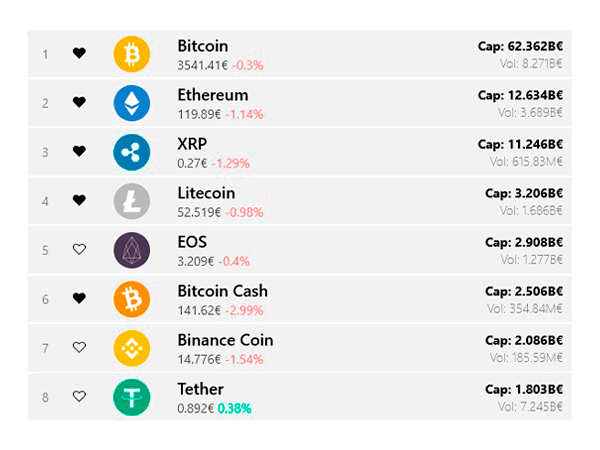 1 Bitcoin Cap: 62.362B€
3541.41€ -0.3% Vol: 8.271B€
2 Ethereum Cap: 12.634B€
119.89€ -1.14% Vol: 3.689B€
3 XRP Cap: 11.246B€
0.27€ -1.29% Vol: 615.83M€
4 Litecoin Cap: 3.206B€
52.519€ -0.98% Vol: 1.686B€
5 EOS Cap: 2.908B€
3.209€ -0.4% Vol: 1.277B€
6 Bitcoin Cash Cap: 2.506B€
141.62€ -2.99% Vol: 354.84M€
7 Binance Coin Cap: 2.086B€
14.776€ -1.54% Vol: 185.59M€
8 Tether Cap: 1.803B€
0.892€ 0.38% Vol: 7.245B€